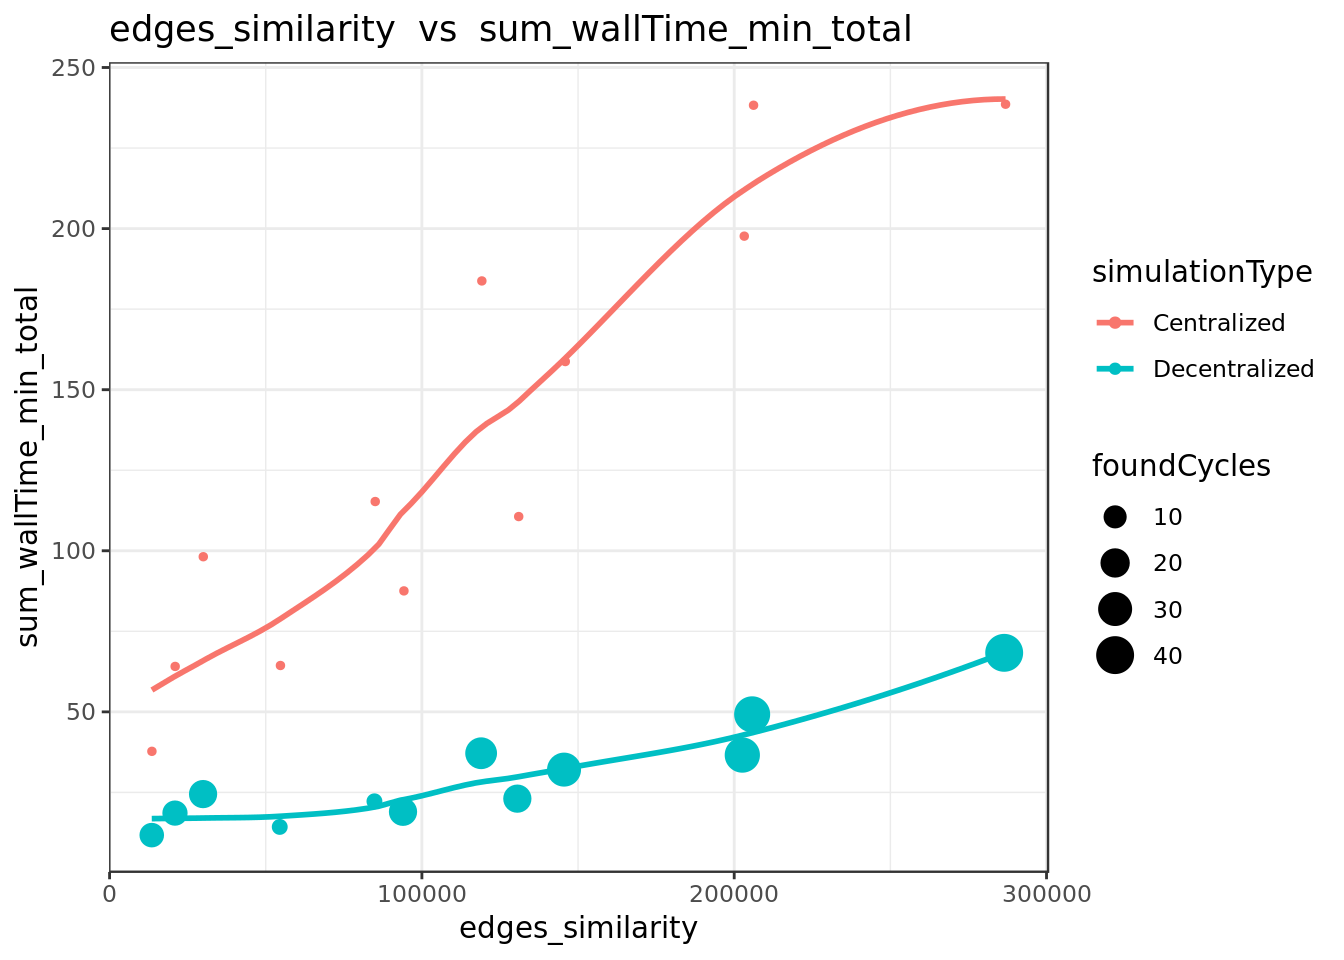 edges_similarity  vs  sum_wallTime_min_total
sum_wallTime_min_total
250
200
150
100
50
0
100000
200000
300000
edges_similarity
simulationType
Centralized
Decentralized
foundCycles
10
20
30
40